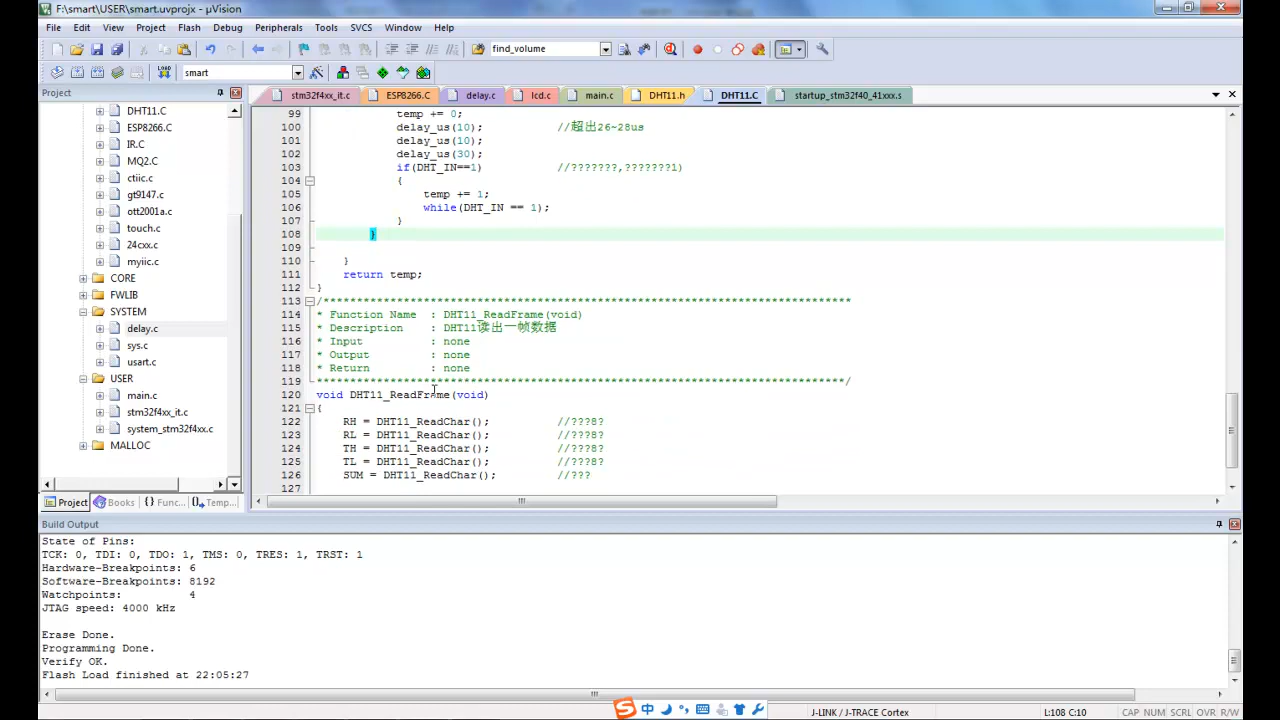 F:\smart\USER\smart.uvprojx - µVision
File Edit View Project Flash Debug Peripherals Tools SVCS Window Help
find_volume
LOAD smart
Project
stm32f4xx_it.c ESP8266.C delay.c lcd.c main.c DHT11.h DHT11.C startup_stm32f40_41xxx.s
DHT11.C
ESP8266.C
IR.C
MQ2.C
ctiic.c
gt9147.c
ott2001a.c
touch.c
24cxx.c
myiic.c
CORE
FWLIB
SYSTEM
delay.c
sys.c
usart.c
USER
main.c
stm32f4xx_it.c
system_stm32f4xx.c
MALLOC
Project Books {} Func... Temp...
99 temp += 0;
100 delay_us(10); //超出26~28us
101 delay_us(10);
102 delay_us(30);
103 if(DHT_IN==1) //???????,???????1)
104 {
105 temp += 1;
106 while(DHT_IN == 1);
107 }
108 }
109
110 }
111 return temp;
112 }
113 /******************************************************************************
114 * Function Name : DHT11_ReadFrame(void)
115 * Description : DHT11读出一帧数据
116 * Input : none
117 * Output : none
118 * Return : none
119 ******************************************************************************/
120 void DHT11_ReadFrame(void)
121 {
122 RH = DHT11_ReadChar(); //???8?
123 RL = DHT11_ReadChar(); //???8?
124 TH = DHT11_ReadChar(); //???8?
125 TL = DHT11_ReadChar(); //???8?
126 SUM = DHT11_ReadChar(); //???
127
Build Output
State of Pins:
TCK: 0, TDI: 0, TDO: 1, TMS: 0, TRES: 1, TRST: 1
Hardware-Breakpoints: 6
Software-Breakpoints: 8192
Watchpoints: 4
JTAG speed: 4000 kHz
Erase Done.
Programming Done.
Verify OK.
Flash Load finished at 22:05:27
S 中
J-LINK / J-TRACE Cortex L:108 C:10 CAP NUM SCRL OVR R/W